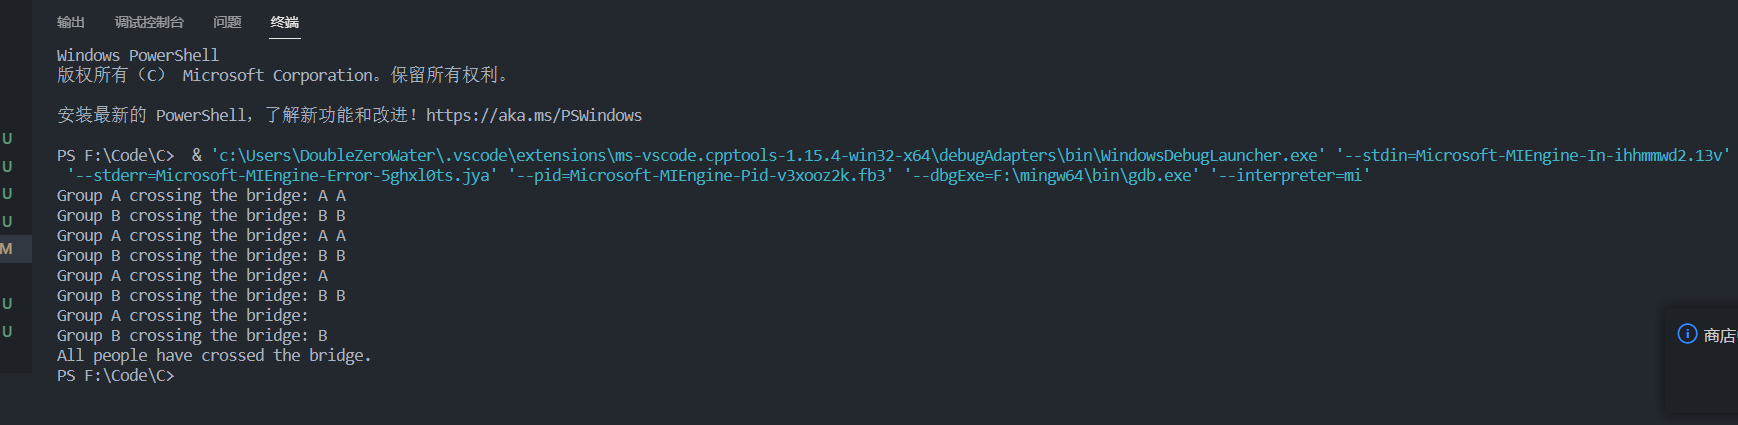 输出 调试控制台 问题 终端
Windows PowerShell
版权所有（C） Microsoft Corporation。保留所有权利。
安装最新的 PowerShell，了解新功能和改进！https://aka.ms/PSWindows
PS F:\Code\C>  & 'c:\Users\DoubleZeroWater\.vscode\extensions\ms-vscode.cpptools-1.15.4-win32-x64\debugAdapters\bin\WindowsDebugLauncher.exe' '--stdin=Microsoft-MIEngine-In-ihhmmwd2.13v'
'--stderr=Microsoft-MIEngine-Error-5ghxl0ts.jya' '--pid=Microsoft-MIEngine-Pid-v3xooz2k.fb3' '--dbgExe=F:\mingw64\bin\gdb.exe' '--interpreter=mi'
Group A crossing the bridge: A A
Group B crossing the bridge: B B
Group A crossing the bridge: A A
Group B crossing the bridge: B B
Group A crossing the bridge: A
Group B crossing the bridge: B B
Group A crossing the bridge:
Group B crossing the bridge: B
All people have crossed the bridge.
PS F:\Code\C>
U
U
U
U
M
U
U
商店